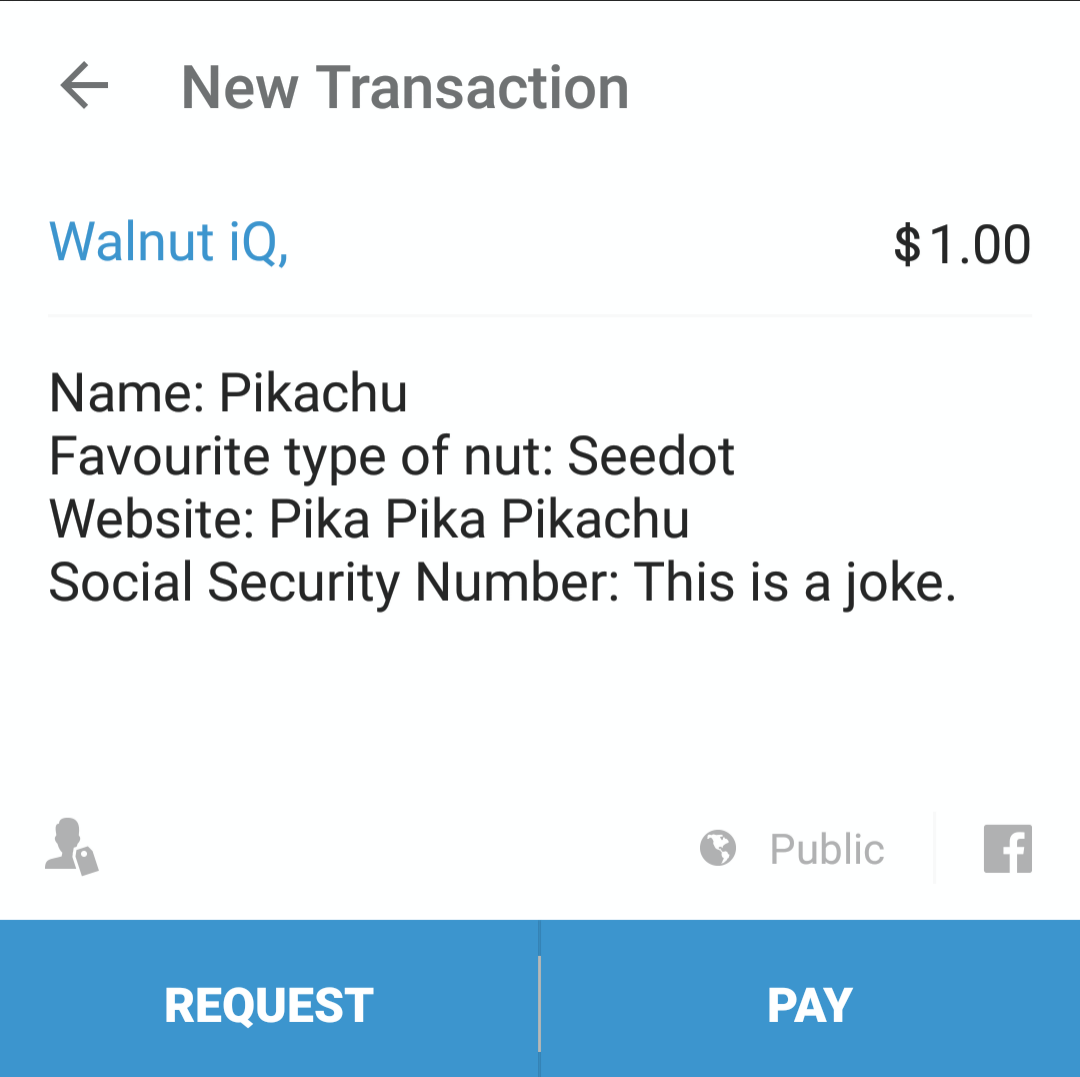 New Transaction
Walnut iQ, $1.00
Name: Pikachu
Favourite type of nut: Seedot
Website: Pika Pika Pikachu
Social Security Number: This is a joke.
Public f
REQUEST PAY